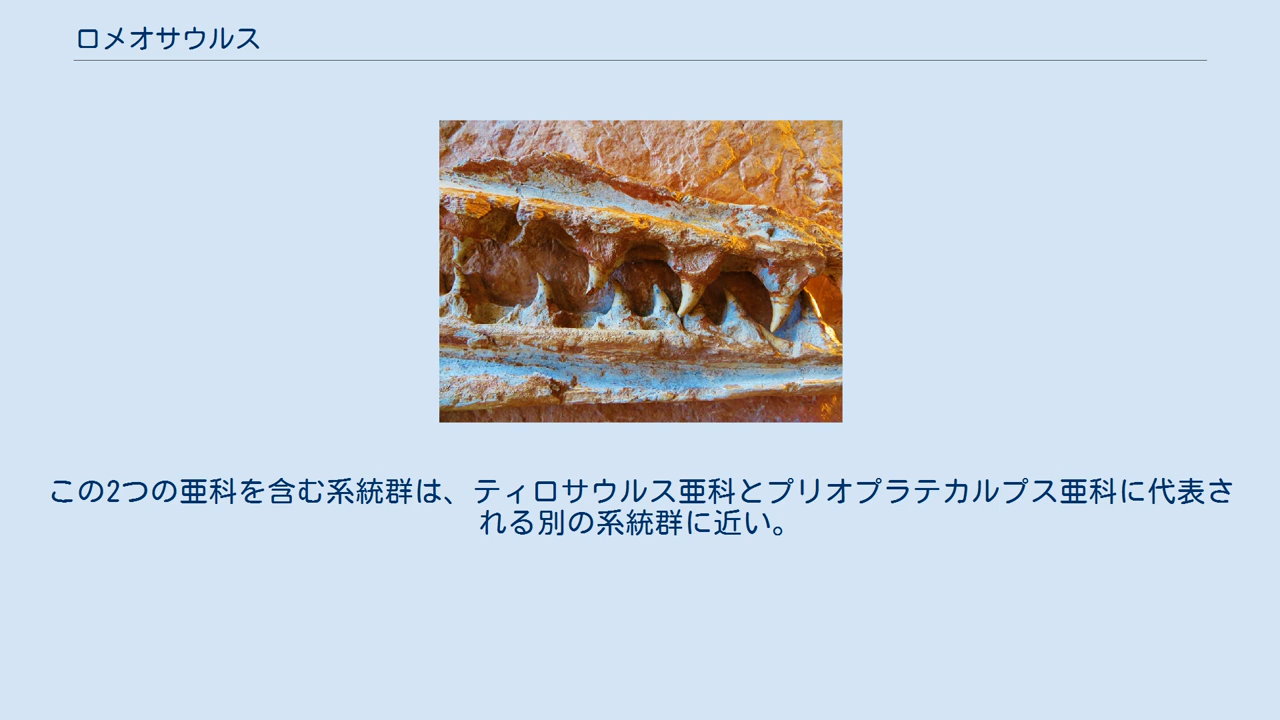 ロメオサウルス
この2つの亜科を含む系統群は、ティロサウルス亜科とプリオプラテカルプス亜科に代表さ
れる別の系統群に近い。